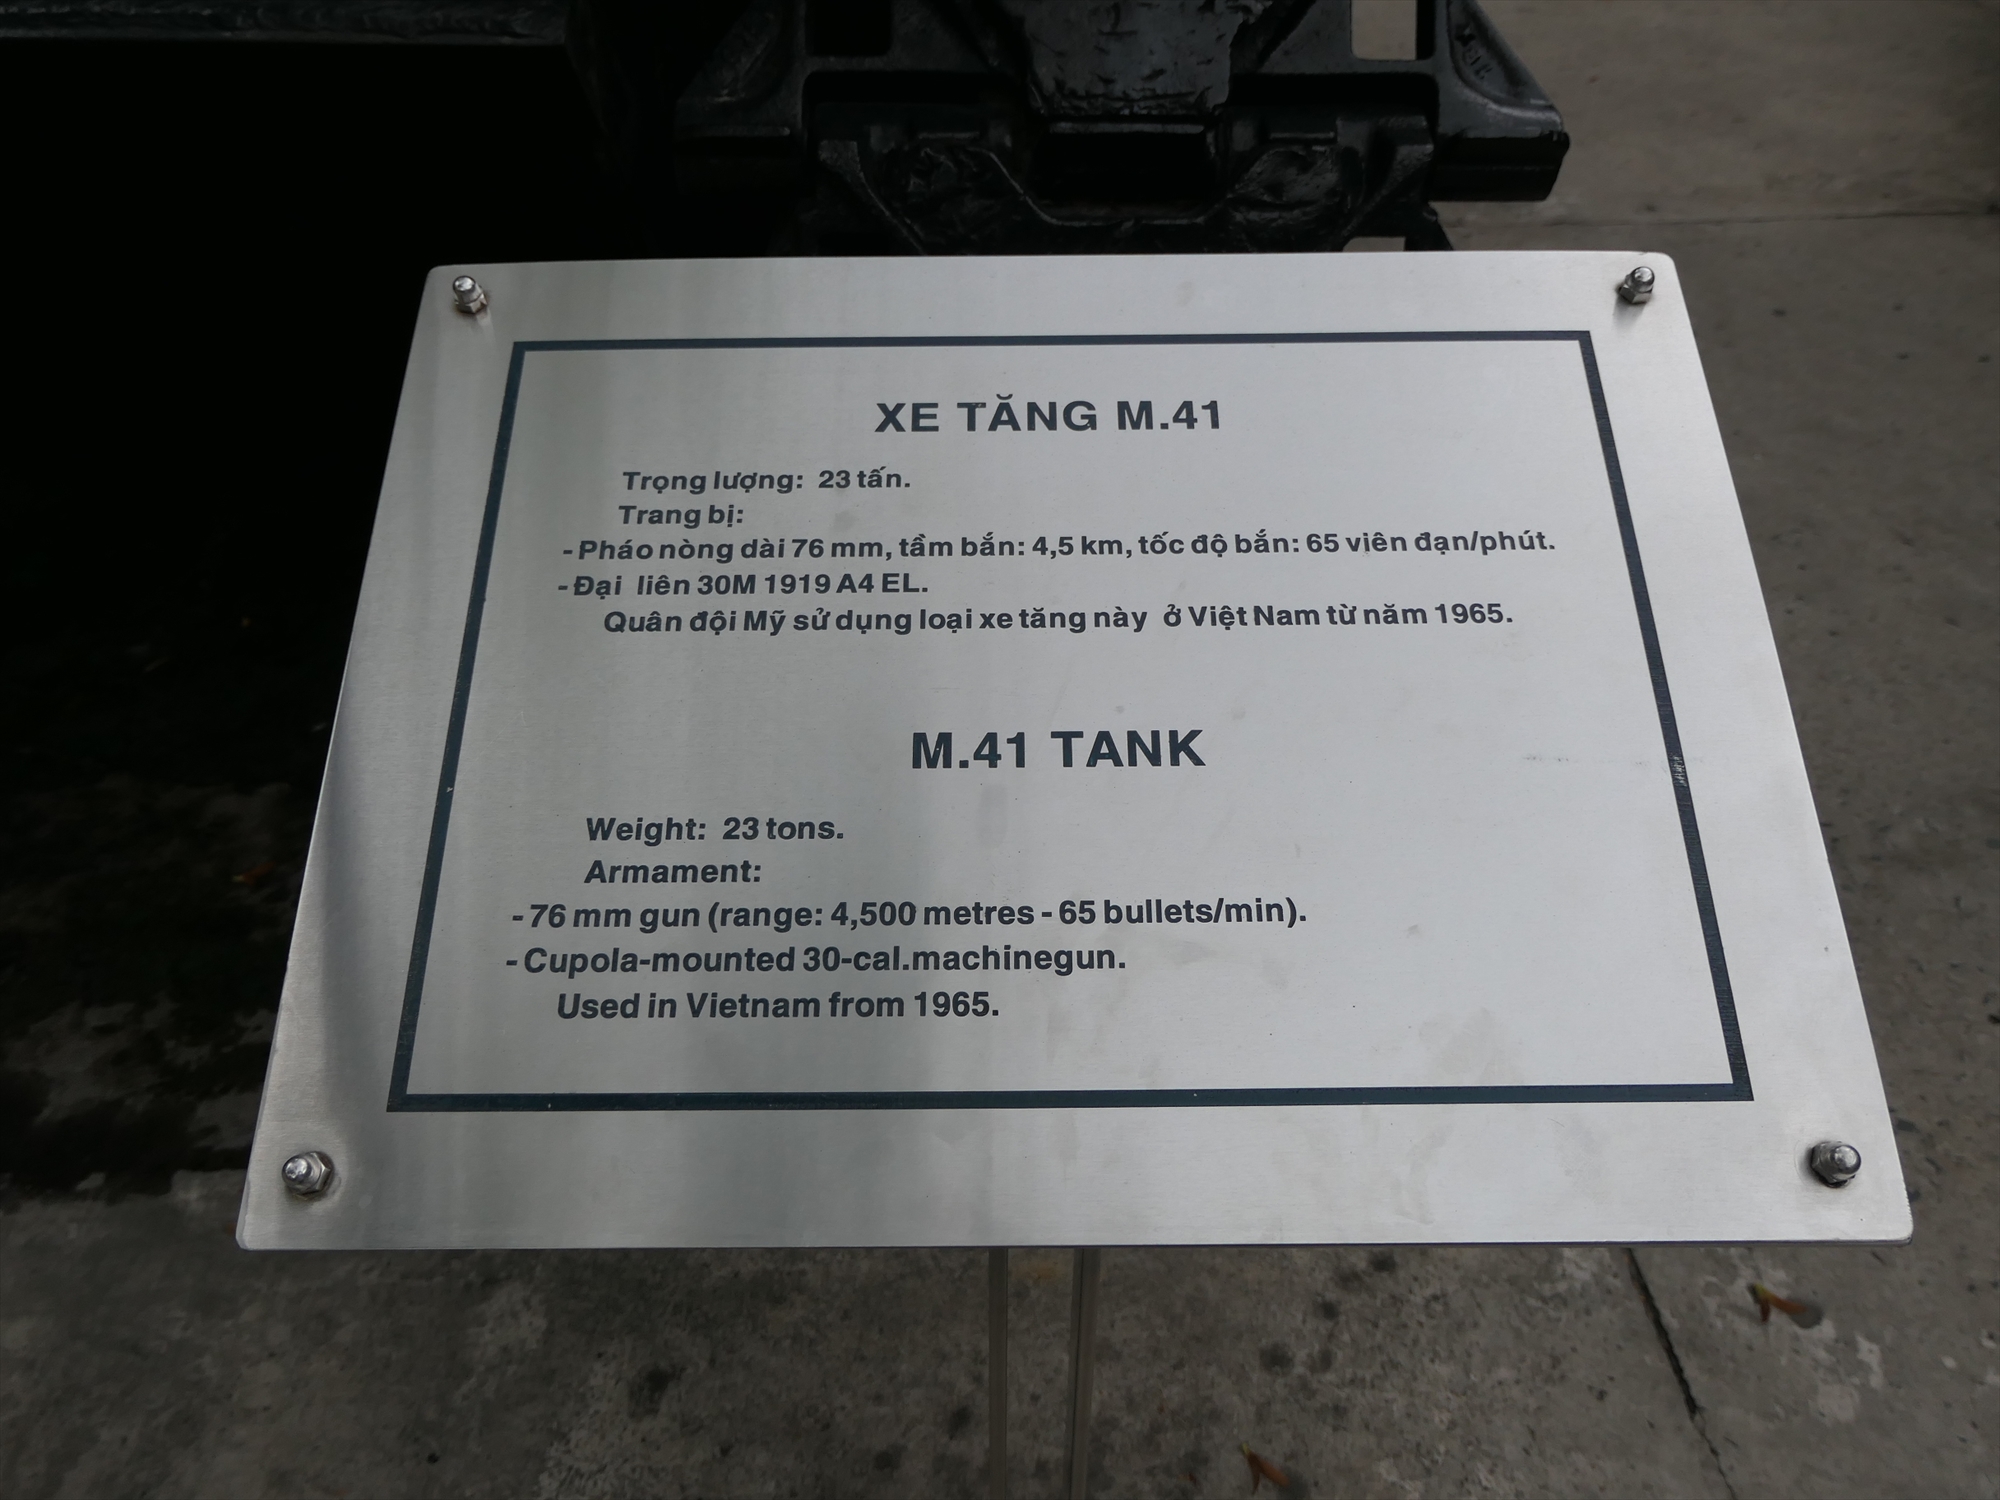 XE TĂNG M.41
Trọng lượng: 23 tấn.
Trang bị:
- Pháo nòng dài 76 mm, tầm bắn: 4,5 km, tốc độ bắn: 65 viên đạn/phút.
- Đại liên 30M 1919 A4 EL.
Quân đội Mỹ sử dụng loại xe tăng này ở Việt Nam từ năm 1965.
M.41 TANK
Weight: 23 tons.
Armament:
- 76 mm gun (range: 4,500 metres - 65 bullets/min).
- Cupola-mounted 30-cal.machinegun.
Used in Vietnam from 1965.